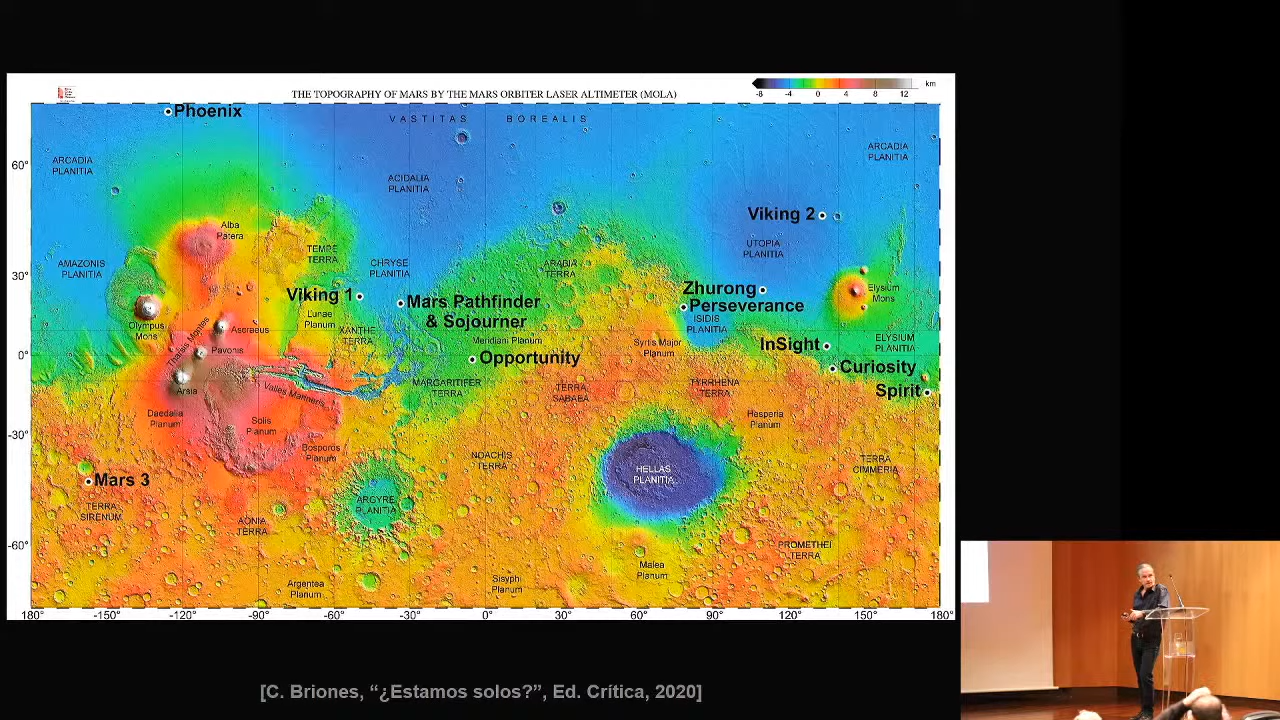 THE TOPOGRAPHY OF MARS BY THE MARS ORBITER LASER ALTIMETER (MOLA)
km
-8 -4 0 4 8 12
Phoenix
VASTITAS BOREALIS
ARCADIA
PLANITIA
ARCADIA
PLANITIA
60°
ACIDALIA
PLANITIA
Viking 2
Alba
Patera
TEMPE
TERRA
UTOPIA
PLANITIA
AMAZONIS
PLANITIA
CHRYSE
PLANITIA
ARABIA
TERRA
30°
Viking 1
Mars Pathfinder
& Sojourner
Zhurong
Perseverance
Elysium
Mons
Lunae
Planum
ISIDIS
PLANITIA
Olympus
Mons
Ascraeus
XANTHE
TERRA
Meridiani Planum
Syrtis Major
Planum
InSight
ELYSIUM
PLANITIA
Tharsis Montes
Pavonis
0°
Opportunity
Curiosity
Arsia
Valles Marineris
MARGARITIFER
TERRA
TERRA
SABAEA
TYRRHENA
TERRA
Spirit
Daedalia
Planum
Solis
Planum
Hesperia
Planum
-30°
Bosporos
Planum
NOACHIS
TERRA
HELLAS
PLANITIA
TERRA
CIMMERIA
Mars 3
TERRA
SIRENUM
ARGYRE
PLANITIA
AONIA
TERRA
-60°
PROMETHEI
TERRA
Malea
Planum
Argentea
Planum
Sisyphi
Planum
180° -150° -120° -90° -60° -30° 0° 30° 60° 90° 120° 150° 180°
[C. Briones, “¿Estamos solos?”, Ed. Crítica, 2020]